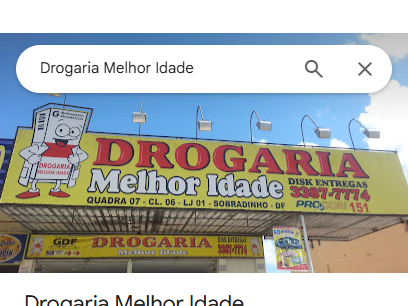 Drogaria Melhor Idade
DROGARIA
Melhor Idade
DISK ENTREGAS
3387-7774
QUADRA 07 - CL. 06 - LJ 01 - SOBRADINHO - DF
PROCON 151
G
DROGARIA
MELHOR IDADE
GDF
DROGARIA
Melhor Idade
DISK ENTREGAS
3387-7774
Drogaria Melhor Idade